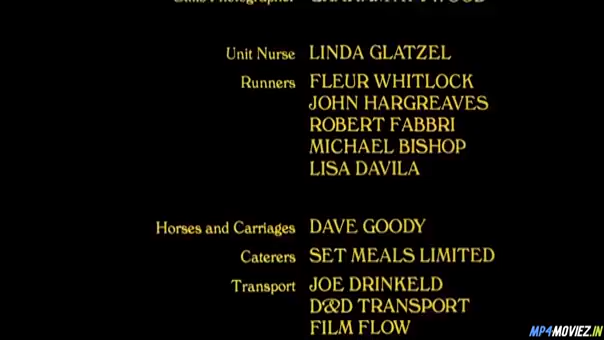 Unit Nurse LINDA GLATZEL
Runners FLEUR WHITLOCK
JOHN HARGREAVES
ROBERT FABBRI
MICHAEL BISHOP
LISA DAVILA
Horses and Carriages DAVE GOODY
Caterers SET MEALS LIMITED
Transport JOE DRINKELD
D&D TRANSPORT
FILM FLOW
MP4MOVIEZ.IN